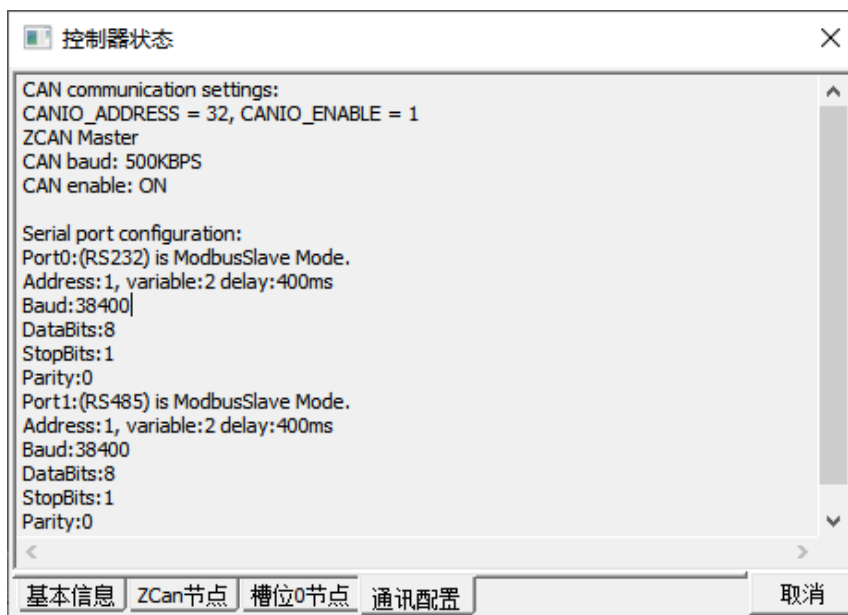 控制器状态
CAN communication settings:
CANIO_ADDRESS = 32, CANIO_ENABLE = 1
ZCAN Master
CAN baud: 500KBPS
CAN enable: ON
Serial port configuration:
Port0:(RS232) is ModbusSlave Mode.
Address:1, variable:2 delay:400ms
Baud:38400
DataBits:8
StopBits:1
Parity:0
Port1:(RS485) is ModbusSlave Mode.
Address:1, variable:2 delay:400ms
Baud:38400
DataBits:8
StopBits:1
Parity:0
基本信息 ZCan节点 槽位0节点 通讯配置 取消